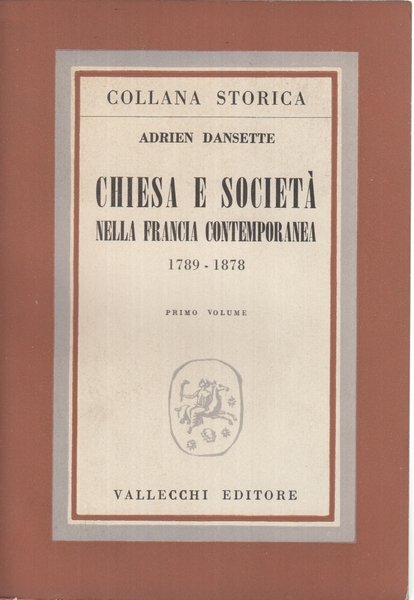 COLLANA STORICA
ADRIEN DANSETTE
CHIESA E SOCIETÀ
NELLA FRANCIA CONTEMPORANEA
1789 - 1878
PRIMO VOLUME
VALLECCHI EDITORE